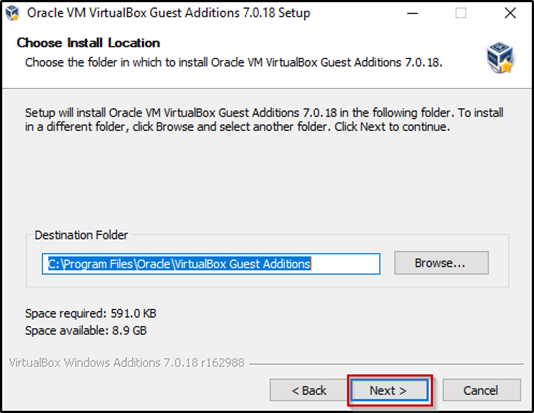 Oracle VM VirtualBox Guest Additions 7.0.18 Setup
Choose Install Location
Choose the folder in which to install Oracle VM VirtualBox Guest Additions 7.0.18.
Setup will install Oracle VM VirtualBox Guest Additions 7.0.18 in the following folder. To install
in a different folder, click Browse and select another folder. Click Next to continue.
Destination Folder
C:\Program Files\Oracle\VirtualBox Guest Additions
Browse...
Space required: 591.0 KB
Space available: 8.9 GB
VirtualBox Windows Additions 7.0.18 r162988
< Back
Next >
Cancel